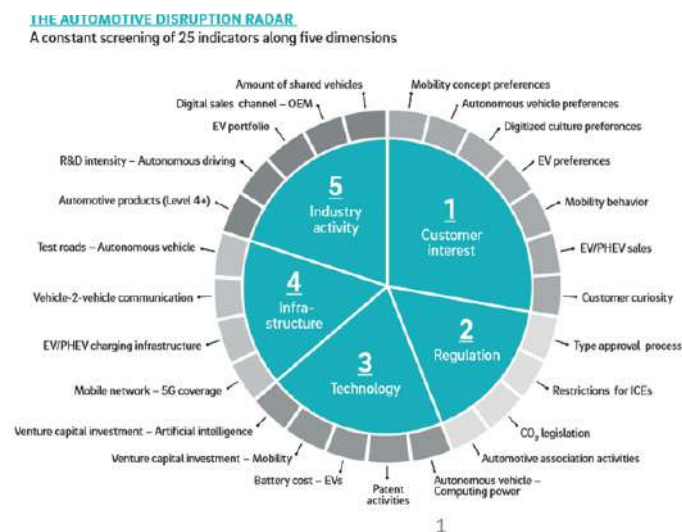 THE AUTOMOTIVE DISRUPTION RADAR
A constant screening of 25 indicators along five dimensions
Amount of shared vehicles
Mobility concept preferences
Digital sales channel – OEM
Autonomous vehicle preferences
EV portfolio
Digitized culture preferences
R&D intensity – Autonomous driving
EV preferences
Automotive products (Level 4+)
Mobility behavior
Test roads – Autonomous vehicle
EV/PHEV sales
Vehicle-2-vehicle communication
Customer curiosity
EV/PHEV charging infrastructure
Type approval process
Mobile network – 5G coverage
Restrictions for ICEs
Venture capital investment – Artificial intelligence
CO₂ legislation
Venture capital investment – Mobility
Automotive association activities
Battery cost – EVs
Patent
activities
Autonomous vehicle –
Computing power
5
Industry
activity
1
Customer
interest
4
Infra-
structure
2
Regulation
3
Technology
1